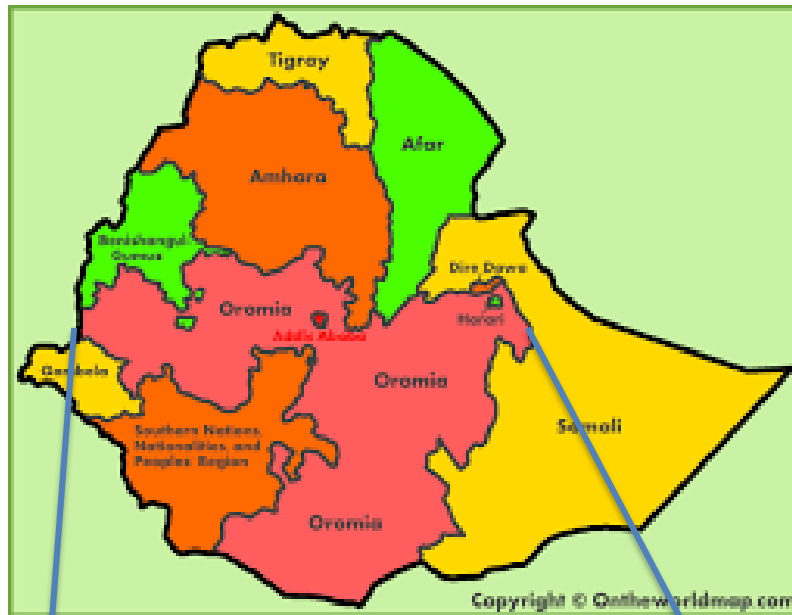 Tigray
Afar
Amhara
Benishangul
Gumuz
Dire Dawa
Oromia
Harari
Addis Ababa
Gambela
Oromia
Somali
Southern Nations,
Nationalities, and
Peoples' Region
Oromia
Copyright © Ontheworldmap.com